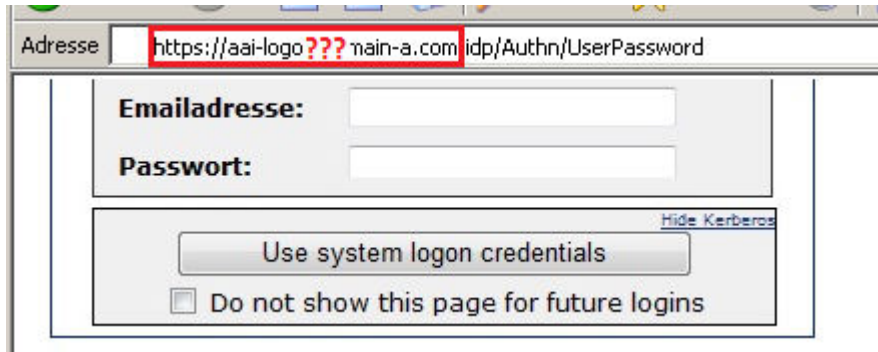 Adresse https://aai-logo???main-a.com/idp/Authn/UserPassword
Emailadresse:
Passwort:
Hide Kerberos
Use system logon credentials
Do not show this page for future logins